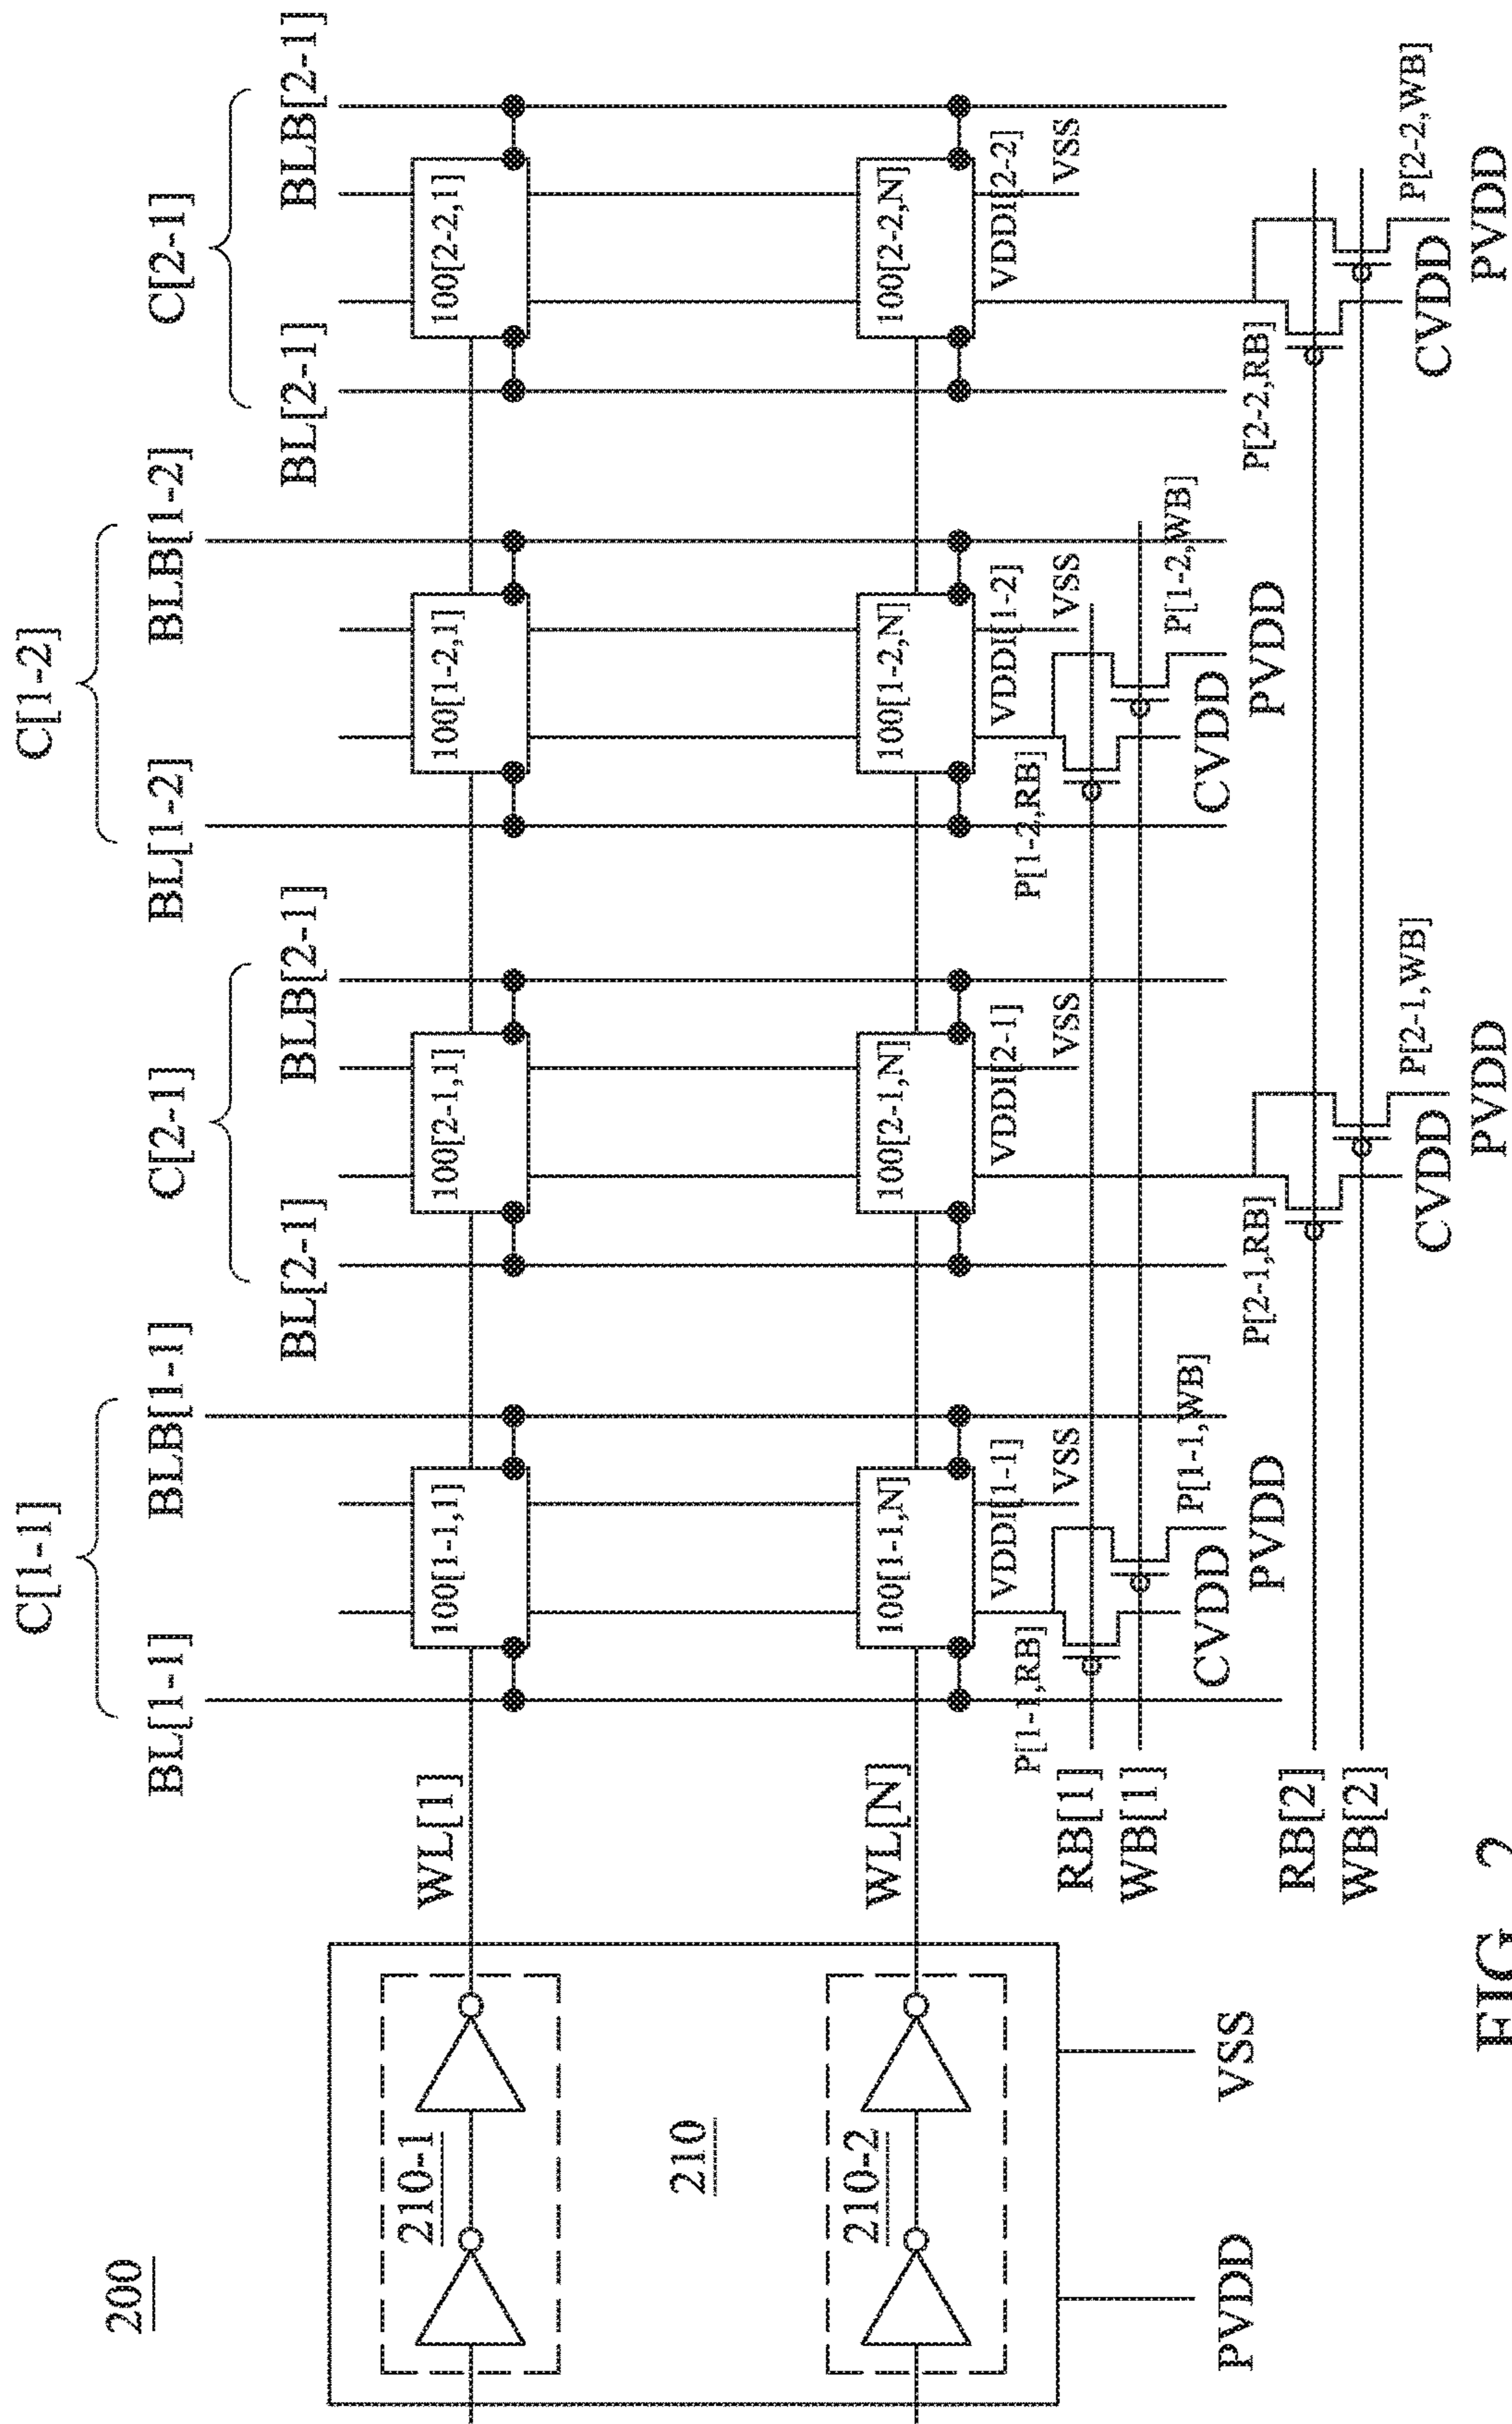 200
C[1-1]
C[1-2]
BL[1-1]
BLB[1-1]
C[2-1]
BL[1-2]
BLB[1-2]
C[2-1]
BL[2-1]
BLB[2-1]
BL[2-1]
BLB[2-1]
210-1
WL[1]
100[1-1,1]
100[2-1,1]
100[1-2,1]
100[2-2,1]
210
210-2
WL[N]
100[1-1,N]
100[2-1,N]
100[1-2,N]
100[2-2,N]
VDDI[1-1]
VDDI[2-1]
VDDI[1-2]
VDDI[2-2]
P[1-1,RB]
VSS
VSS
P[1-2,RB]
VSS
VSS
RB[1]
WB[1]
P[1-1,WB]
P[1-2,WB]
CVDD
CVDD
PVDD
VSS
PVDD
P[2-1,RB]
PVDD
P[2-2,RB]
RB[2]
WB[2]
P[2-1,WB]
P[2-2,WB]
CVDD
CVDD
PVDD
PVDD
FIG. 2